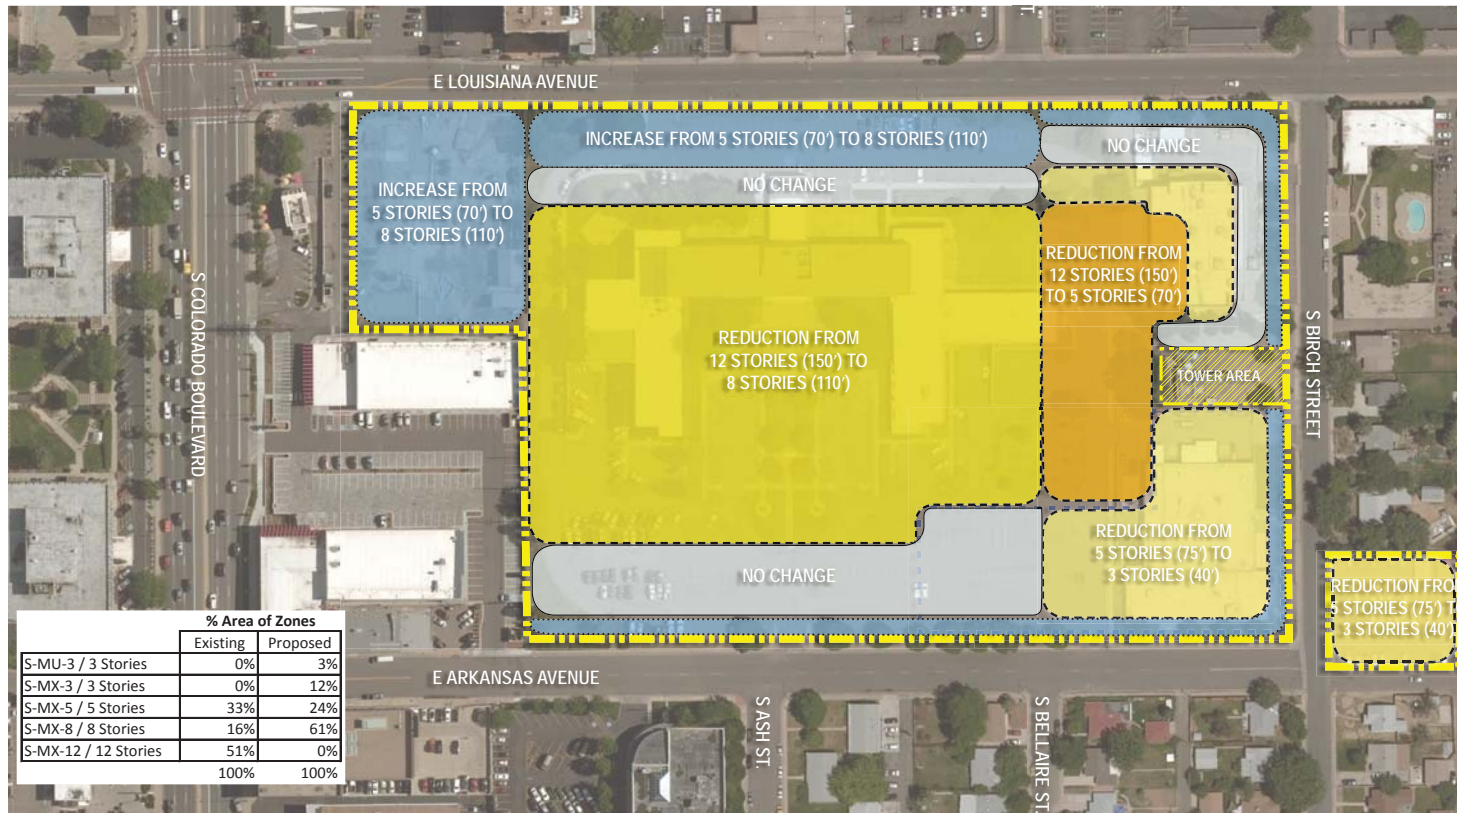 T.
E LOUISIANA AVENUE
INCREASE FROM 5 STORIES (70') TO 8 STORIES (110')
NO CHANGE
INCREASE FROM
5 STORIES (70') TO
8 STORIES (110')
NO CHANGE
REDUCTION FROM
12 STORIES (150')
TO 5 STORIES (70')
S COLORADO BOULEVARD
REDUCTION FROM
12 STORIES (150') TO
8 STORIES (110')
S BIRCH STREET
TOWER AREA
REDUCTION FROM
5 STORIES (75') TO
3 STORIES (40')
NO CHANGE
REDUCTION FRO
5 STORIES (75') T
3 STORIES (40')
% Area of Zones
Existing Proposed
S-MU-3 / 3 Stories 0% 3%
S-MX-3 / 3 Stories 0% 12%
S-MX-5 / 5 Stories 33% 24%
S-MX-8 / 8 Stories 16% 61%
S-MX-12 / 12 Stories 51% 0%
100% 100%
E ARKANSAS AVENUE
S ASH ST.
S BELLAIRE ST.